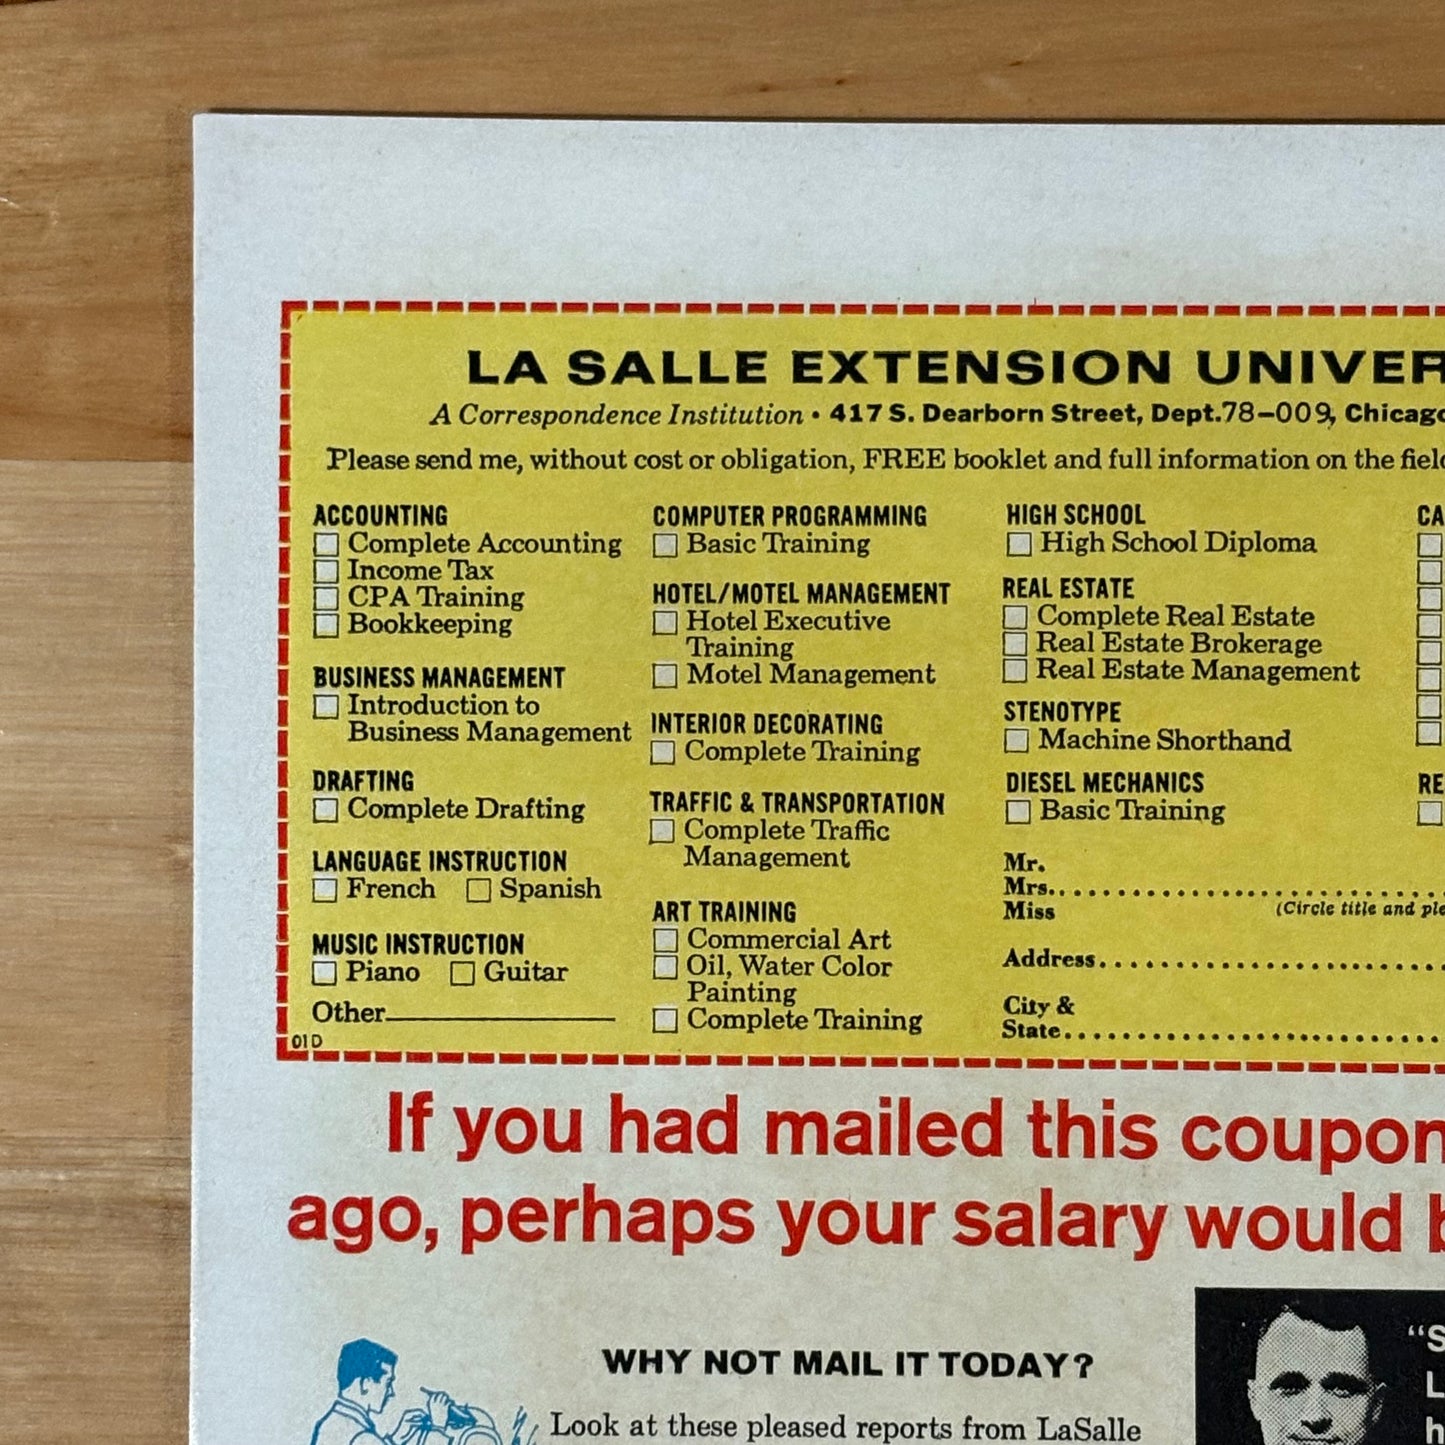 LA SALLE EXTENSION
A Correspondence Institution • 417 S. Dearborn Street, Dept.78–009,
Please send me, without cost or obligation, FREE booklet and full information on the
ACCOUNTING
Complete Accounting
Income Tax
CPA Training
Bookkeeping
BUSINESS MANAGEMENT
Introduction to
Business Management
DRAFTING
Complete Drafting
LANGUAGE INSTRUCTION
French Spanish
MUSIC INSTRUCTION
Piano Guitar
Other
01D
COMPUTER PROGRAMMING
Basic Training
HOTEL/MOTEL MANAGEMENT
Hotel Executive
Training
Motel Management
INTERIOR DECORATING
Complete Training
TRAFFIC & TRANSPORTATION
Complete Traffic
Management
ART TRAINING
Commercial Art
Oil, Water Color
Painting
Complete Training
HIGH SCHOOL
High School Diploma
REAL ESTATE
Complete Real Estate
Real Estate Brokerage
Real Estate Management
STENOTYPE
Machine Shorthand
DIESEL MECHANICS
Basic Training
Mr.
Mrs.
Miss
(Circle title and
Address
City &
State
If you had mailed this coupon
ago, perhaps your salary would
WHY NOT MAIL IT TODAY?
Look at these pleased reports from LaSalle